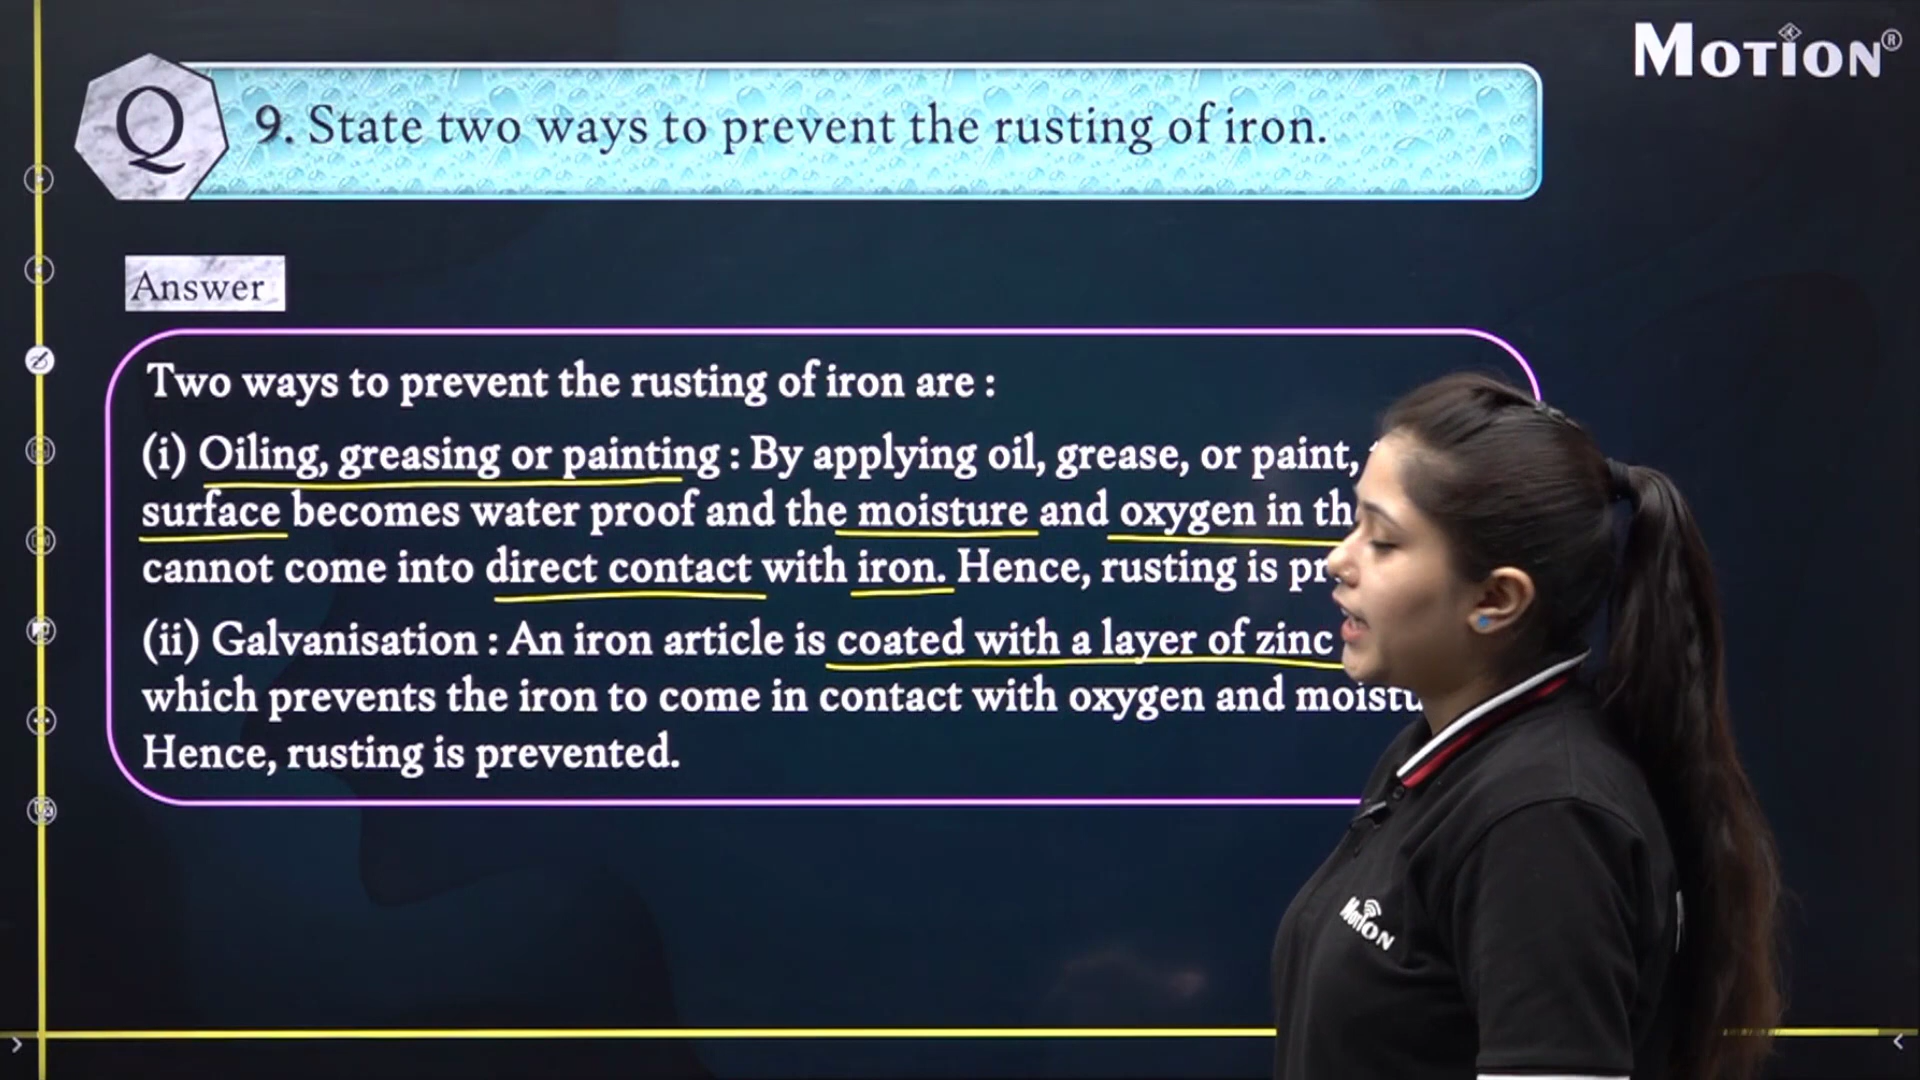 MOTION®
Q 9. State two ways to prevent the rusting of iron.
Answer
Two ways to prevent the rusting of iron are :
(i) Oiling, greasing or painting : By applying oil, grease, or paint,
surface becomes water proof and the moisture and oxygen in
cannot come into direct contact with iron. Hence, rusting is
(ii) Galvanisation : An iron article is coated with a layer of zinc
which prevents the iron to come in contact with oxygen and
Hence, rusting is prevented.
MOTION